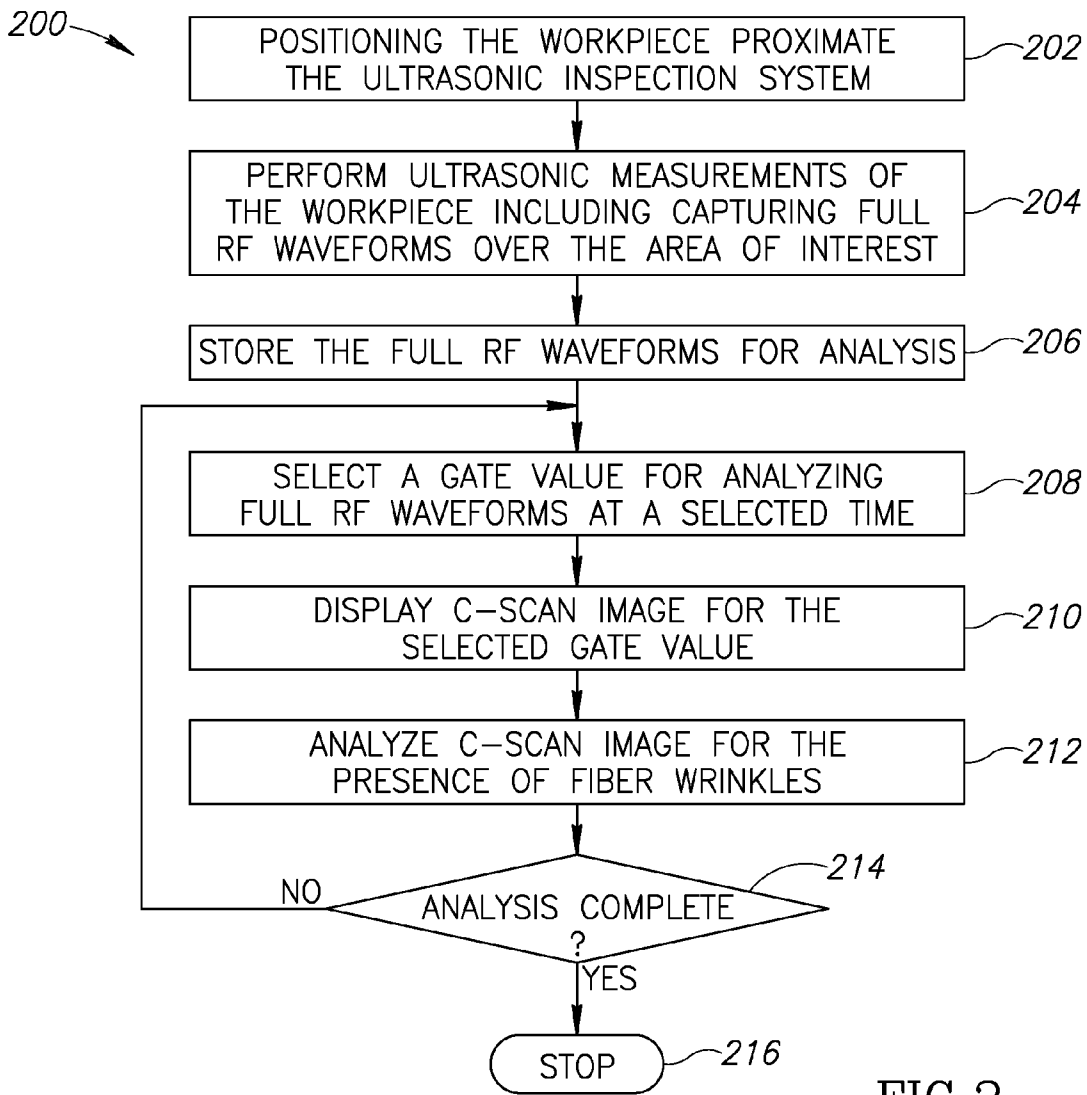 200
POSITIONING THE WORKPIECE PROXIMATE
THE ULTRASONIC INSPECTION SYSTEM
202
PERFORM ULTRASONIC MEASUREMENTS OF
THE WORKPIECE INCLUDING CAPTURING FULL
RF WAVEFORMS OVER THE AREA OF INTEREST
204
STORE THE FULL RF WAVEFORMS FOR ANALYSIS
206
SELECT A GATE VALUE FOR ANALYZING
FULL RF WAVEFORMS AT A SELECTED TIME
208
DISPLAY C-SCAN IMAGE FOR THE
SELECTED GATE VALUE
210
ANALYZE C-SCAN IMAGE FOR THE
PRESENCE OF FIBER WRINKLES
212
214
NO
ANALYSIS COMPLETE
?
YES
STOP
216